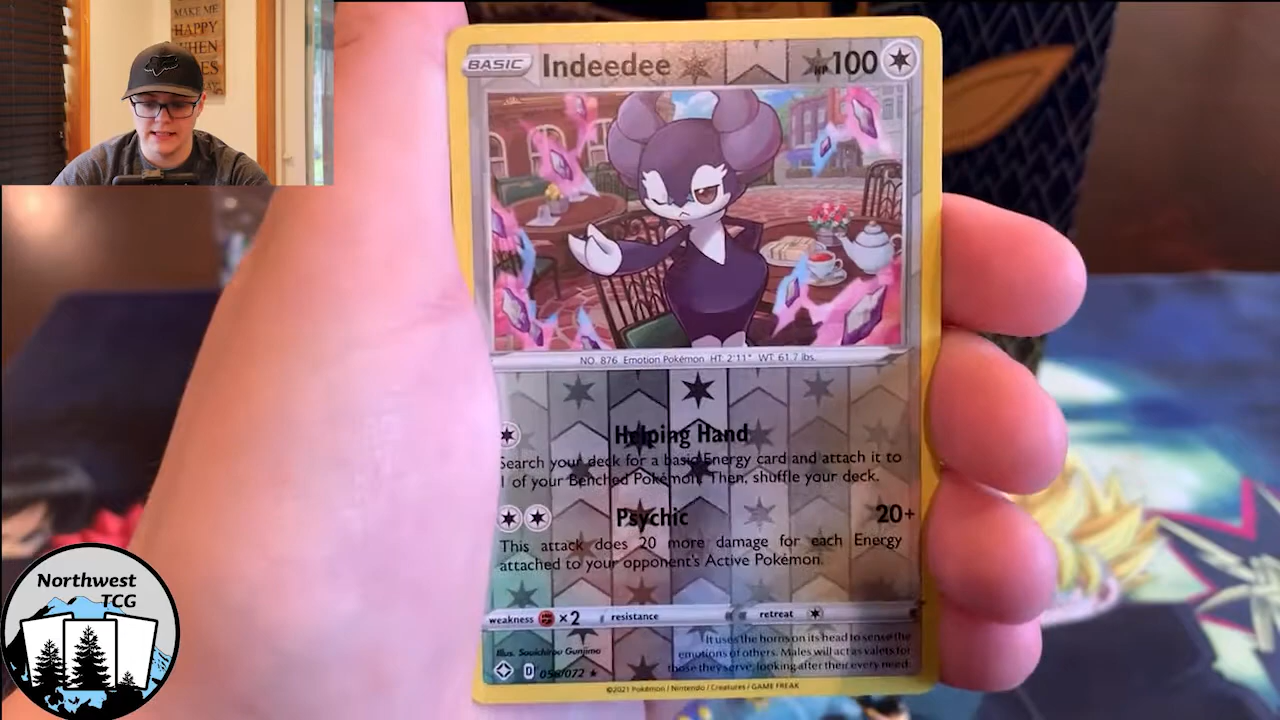 MAKE ME
HAPPY
WHEN
BASIC Indeedee HP 100
NO. 876 Emotion Pokémon HT: 2'11" WT: 61.7 lbs.
Helping Hand
Search your deck for a basic Energy card and attach it to
1 of your Benched Pokémon. Then, shuffle your deck.
Psychic 20+
This attack does 20 more damage for each Energy
attached to your opponent's Active Pokémon.
weakness ×2 resistance retreat
It uses the horns on its head to sense the
emotions of others. Males will act as valets for
those they serve, looking after their every need.
Illus. Souichirou Gunjima
D /072 ★
©2021 Pokémon / Nintendo / Creatures / GAME FREAK
Northwest
TCG